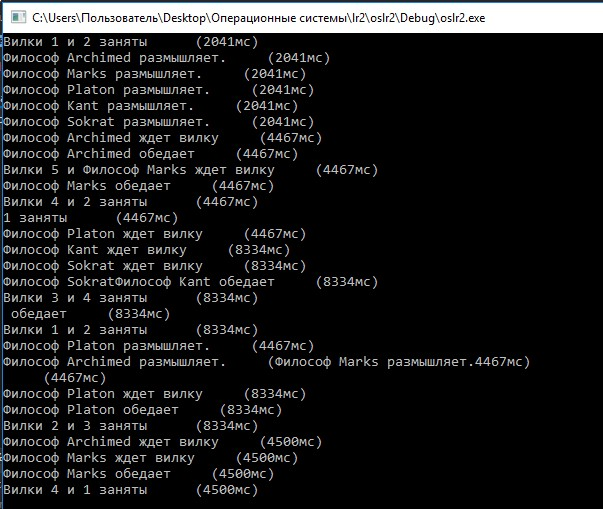 C:\Users\Пользователь\Desktop\Операционные системы\lr2\oslr2\Debug\oslr2.exe
Вилки 1 и 2 заняты (2041мс)
Философ Archimed размышляет. (2041мс)
Философ Marks размышляет. (2041мс)
Философ Platon размышляет. (2041мс)
Философ Kant размышляет. (2041мс)
Философ Sokrat размышляет. (2041мс)
Философ Archimed ждет вилку (4467мс)
Философ Archimed обедает (4467мс)
Вилки 5 и Философ Marks ждет вилку (4467мс)
Философ Marks обедает (4467мс)
Вилки 4 и 2 заняты (4467мс)
1 заняты (4467мс)
Философ Platon ждет вилку (4467мс)
Философ Kant ждет вилку (8334мс)
Философ Sokrat ждет вилку (8334мс)
Философ SokratФилософ Kant обедает (8334мс)
Вилки 3 и 4 заняты (8334мс)
обедает (8334мс)
Вилки 1 и 2 заняты (8334мс)
Философ Platon размышляет. (4467мс)
Философ Archimed размышляет. (Философ Marks размышляет.4467мс)
(4467мс)
Философ Platon ждет вилку (8334мс)
Философ Platon обедает (8334мс)
Вилки 2 и 3 заняты (8334мс)
Философ Archimed ждет вилку (4500мс)
Философ Marks ждет вилку (4500мс)
Философ Marks обедает (4500мс)
Вилки 4 и 1 заняты (4500мс)